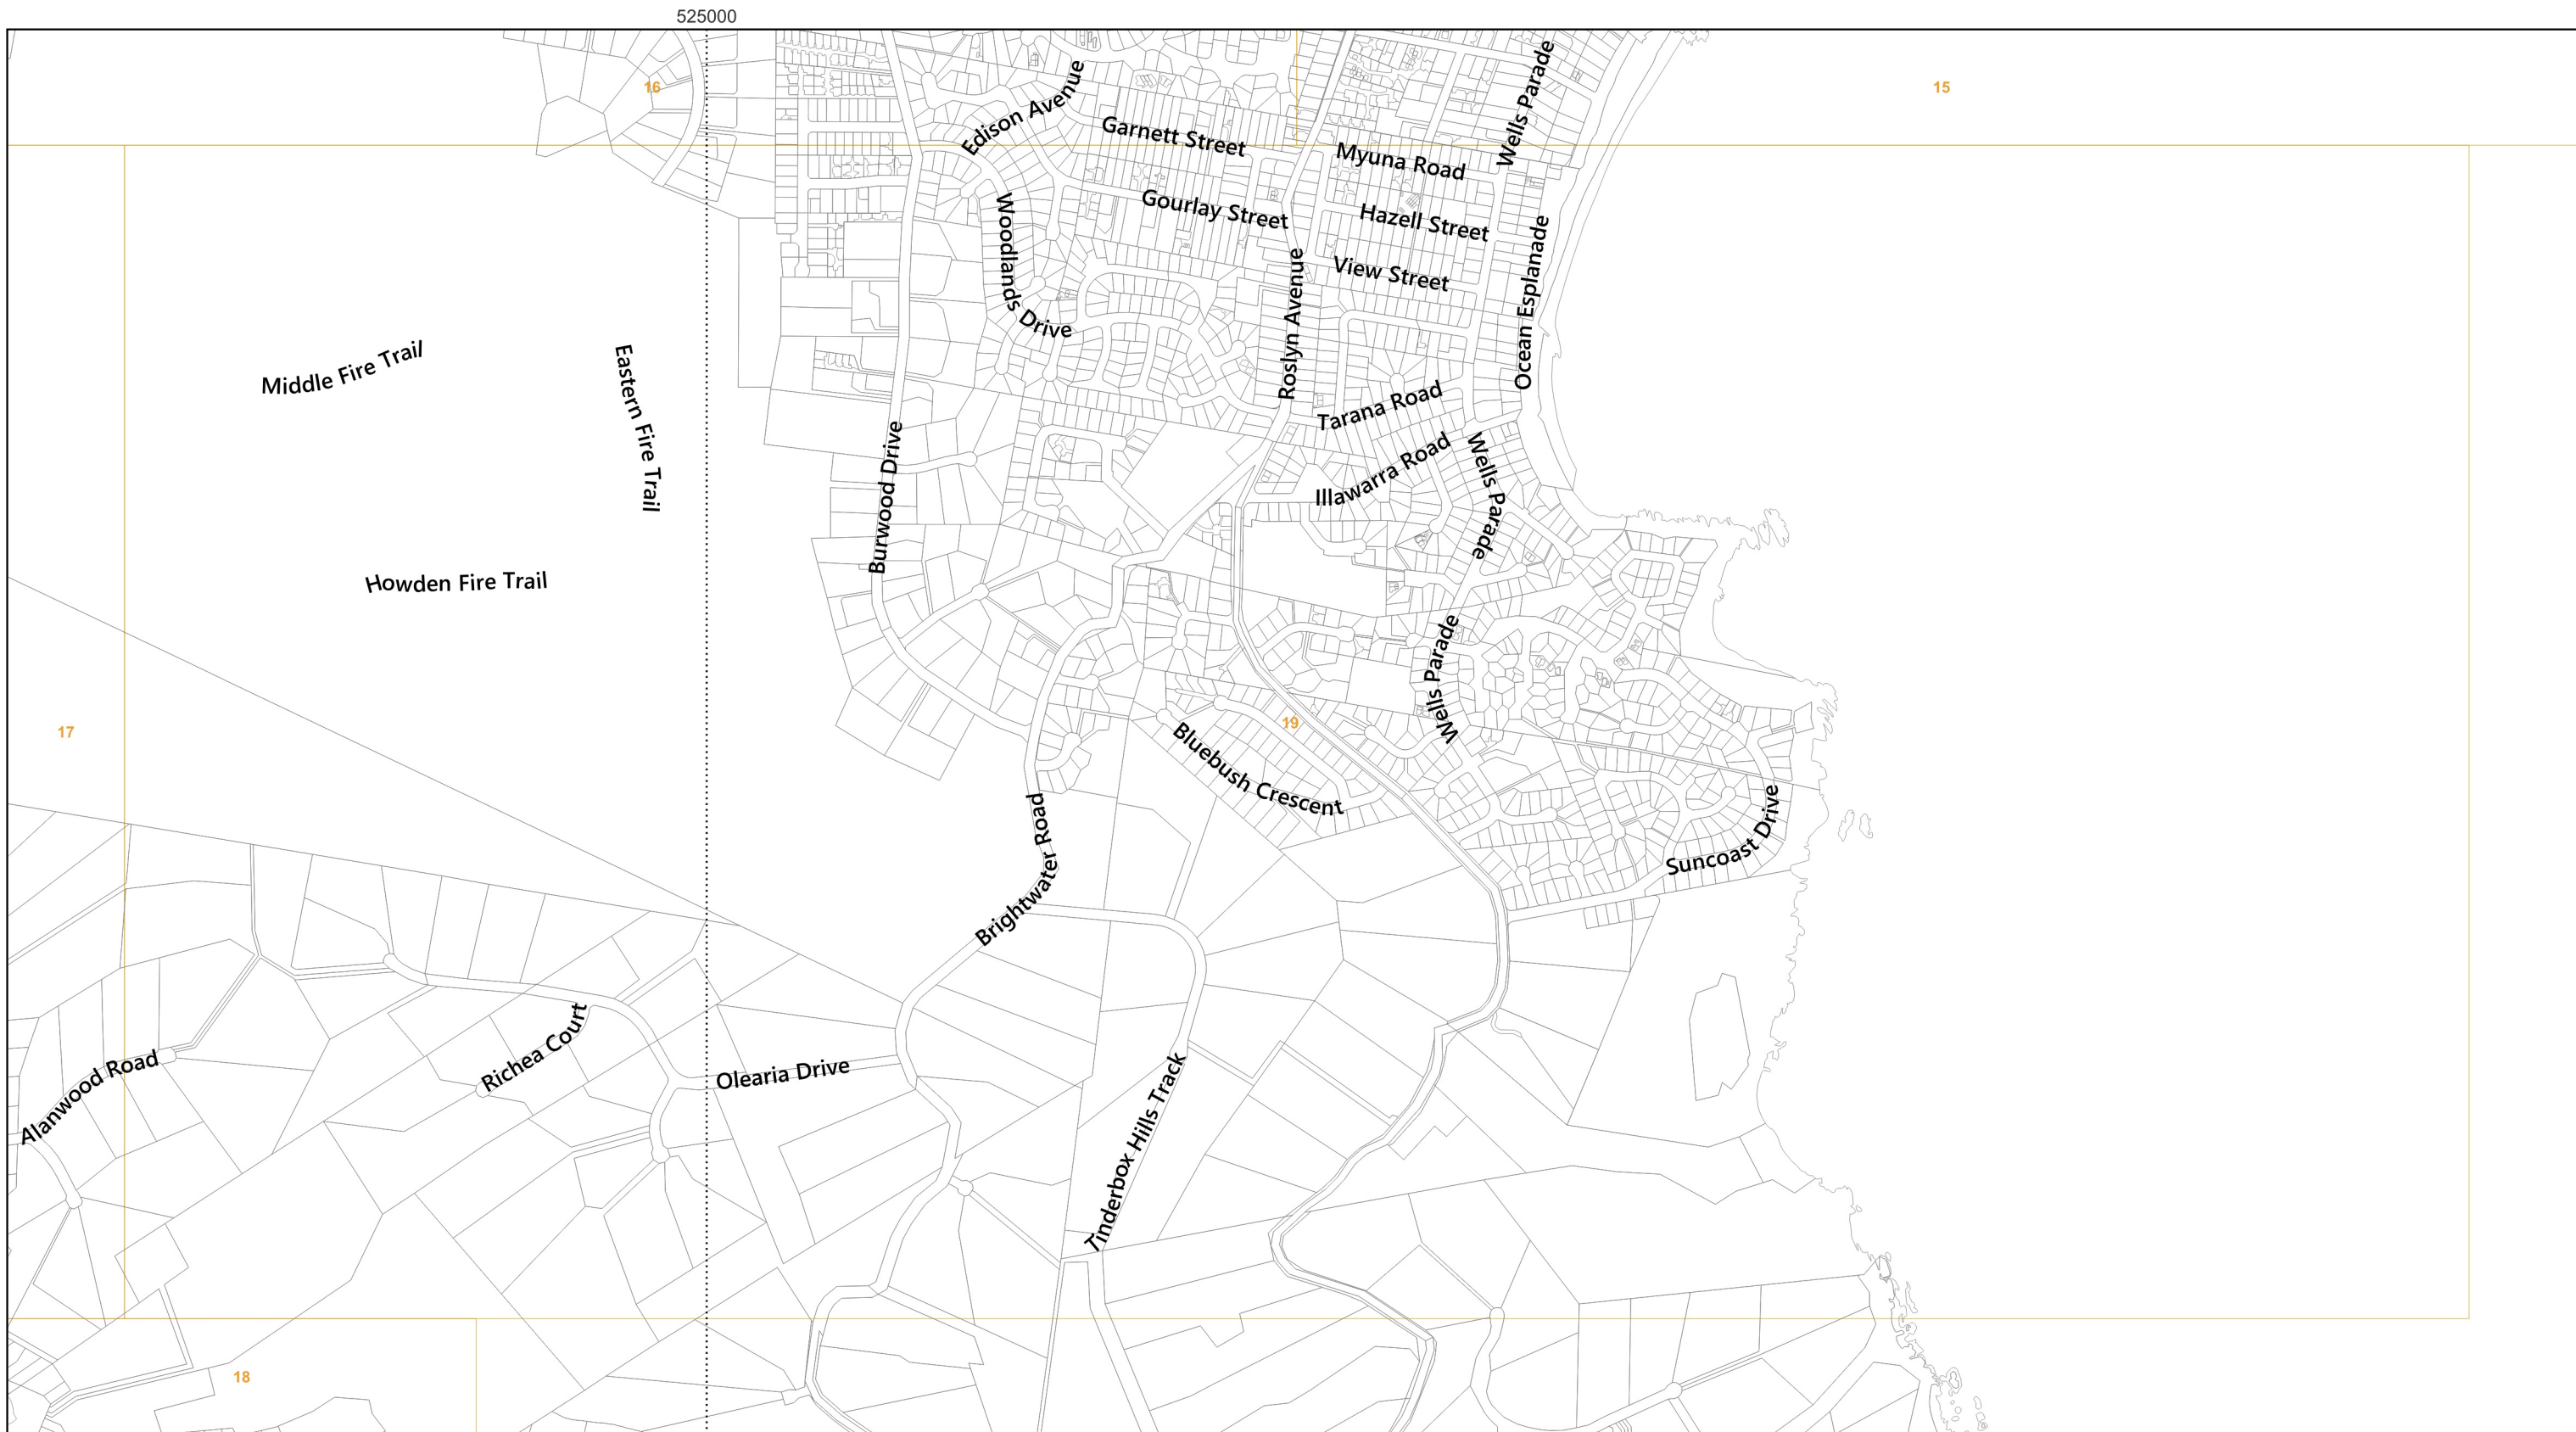 525000
16
15
Wells Parade
Edison Avenue
Garnett Street
Myuna Road
Gourlay Street
Hazell Street
Woodlands Drive
View Street
Ocean Esplanade
Roslyn Avenue
Middle Fire Trail
Eastern Fire Trail
Tarana Road
Illawarra Road
Wells Parade
Burwood Drive
Howden Fire Trail
Wells Parade
17
19
Bluebush Crescent
Brightwater Road
Suncoast Drive
Richea Court
Olearia Drive
Alanwood Road
Tinderbox Hills Track
18